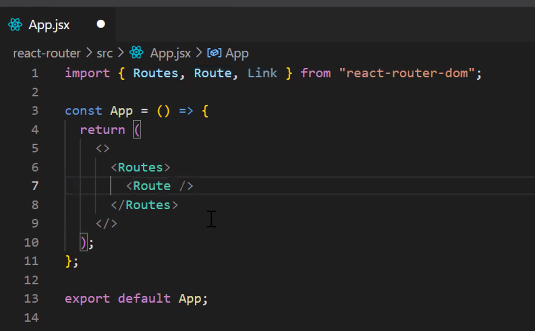 App.jsx
react-router > src > App.jsx > App
1 import { Routes, Route, Link } from "react-router-dom";
2
3 const App = () => {
4 return (
5 <>
6 <Routes>
7 <Route />
8 </Routes>
9 </>
10 );
11 };
12
13 export default App;
14